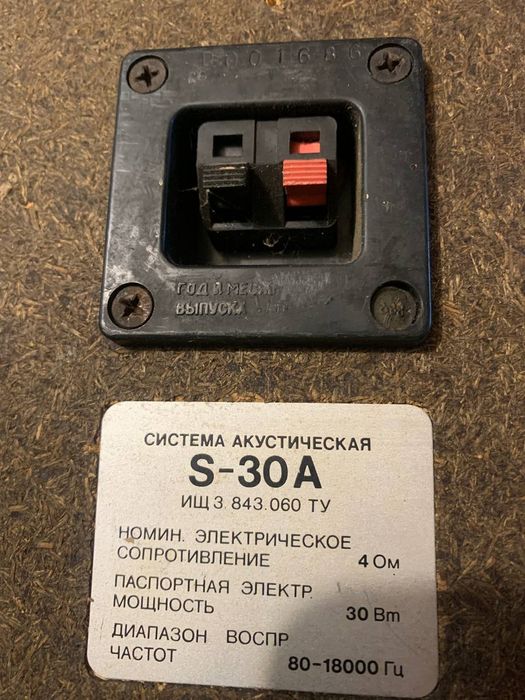 ГОД И МЕСЯЦ
ВЫПУСКА
СИСТЕМА АКУСТИЧЕСКАЯ
S-30A
ИЩ3.843.060 ТУ
НОМИН. ЭЛЕКТРИЧЕСКОЕ
СОПРОТИВЛЕНИЕ 4 Ом
ПАСПОРТНАЯ ЭЛЕКТР.
МОЩНОСТЬ 30 Вт
ДИАПАЗОН ВОСПР
ЧАСТОТ 80-18000 Гц